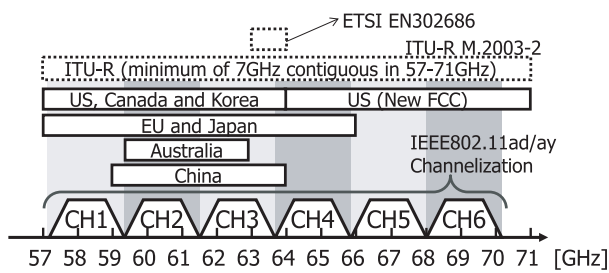 ETSI EN302686
ITU-R M.2003-2
ITU-R (minimum of 7GHz contiguous in 57-71GHz)
US, Canada and Korea
US (New FCC)
EU and Japan
Australia
China
IEEE802.11ad/ay
Channelization
CH1 CH2 CH3 CH4 CH5 CH6
57 58 59 60 61 62 63 64 65 66 67 68 69 70 71 [GHz]